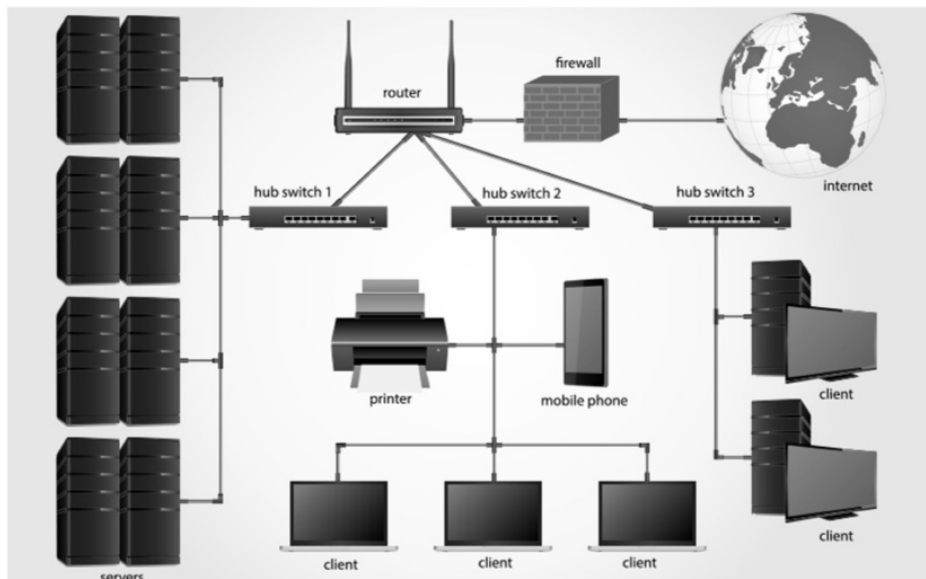 firewall
router
internet
hub switch 1
hub switch 2
hub switch 3
printer
mobile phone
client
client
client
client
client
servers